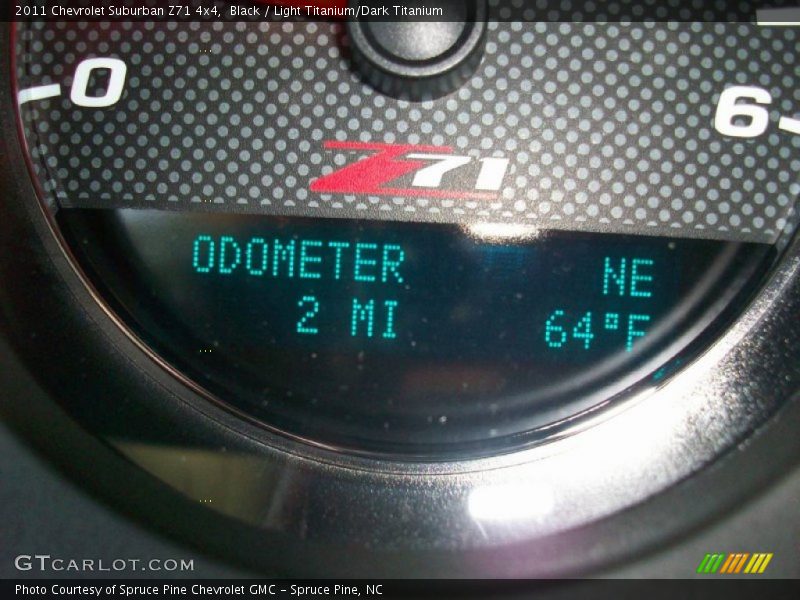 2011 Chevrolet Suburban Z71 4x4,  Black / Light Titanium/Dark Titanium
0
6
Z71
ODOMETER NE
2 MI 64°F
GTCARLOT.COM
Photo Courtesy of Spruce Pine Chevrolet GMC – Spruce Pine, NC